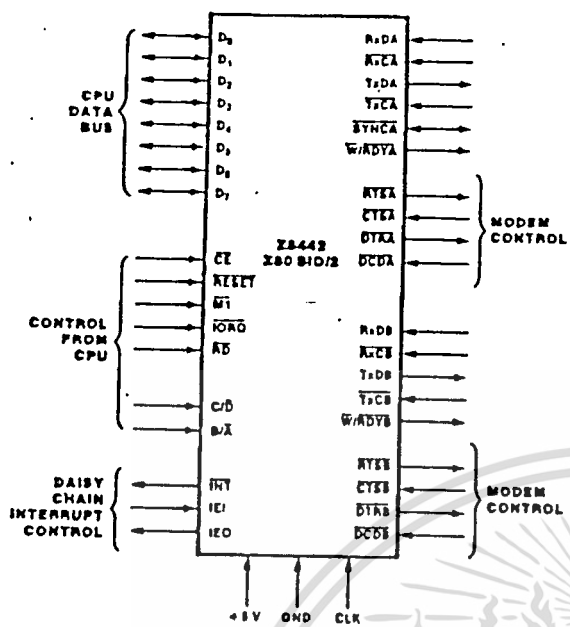 CPU
DATA
BUS
D0
D1
D2
D3
D4
D5
D6
D7
CONTROL
FROM
CPU
CE
RESET
M1
IORQ
RD
C/D
B/A
DAISY
CHAIN
INTERRUPT
CONTROL
INT
IEI
IEO
Z8442
Z80 SIO/2
RxDA
RxCA
TxDA
TxCA
SYNCA
W/RDYA
RTSA
CTSA
DTRA
DCDA
MODEM
CONTROL
RxDB
RxCB
TxDB
TxCB
W/RDYB
RTSB
CTSB
DTRB
DCDB
MODEM
CONTROL
+5V
GND
CLK